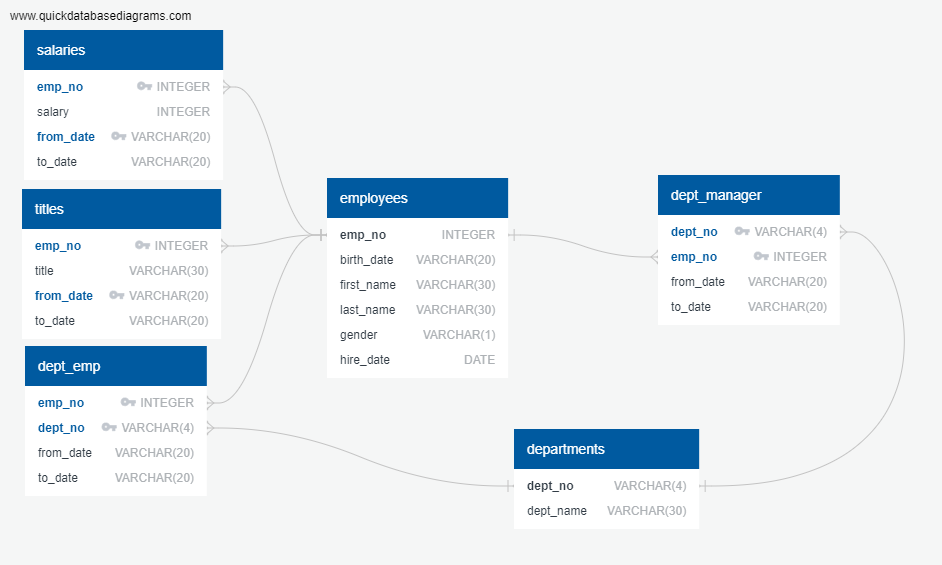 www.quickdatabasediagrams.com
salaries
emp_no INTEGER
salary INTEGER
from_date VARCHAR(20)
to_date VARCHAR(20)
titles
emp_no INTEGER
title VARCHAR(30)
from_date VARCHAR(20)
to_date VARCHAR(20)
dept_emp
emp_no INTEGER
dept_no VARCHAR(4)
from_date VARCHAR(20)
to_date VARCHAR(20)
employees
emp_no INTEGER
birth_date VARCHAR(20)
first_name VARCHAR(30)
last_name VARCHAR(30)
gender VARCHAR(1)
hire_date DATE
dept_manager
dept_no VARCHAR(4)
emp_no INTEGER
from_date VARCHAR(20)
to_date VARCHAR(20)
departments
dept_no VARCHAR(4)
dept_name VARCHAR(30)